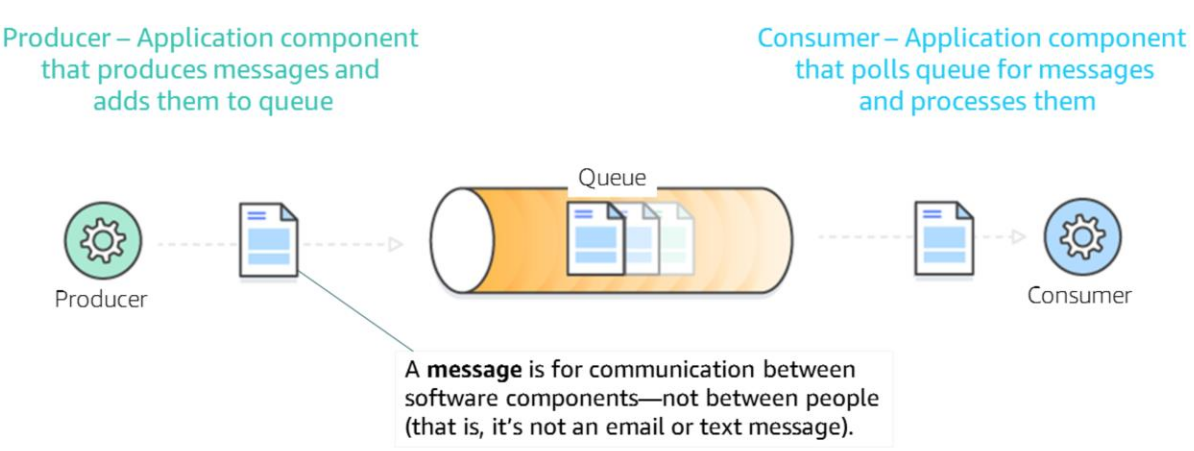 Producer – Application component
that produces messages and
adds them to queue
Consumer – Application component
that polls queue for messages
and processes them
Queue
Producer
Consumer
A message is for communication between
software components—not between people
(that is, it's not an email or text message).